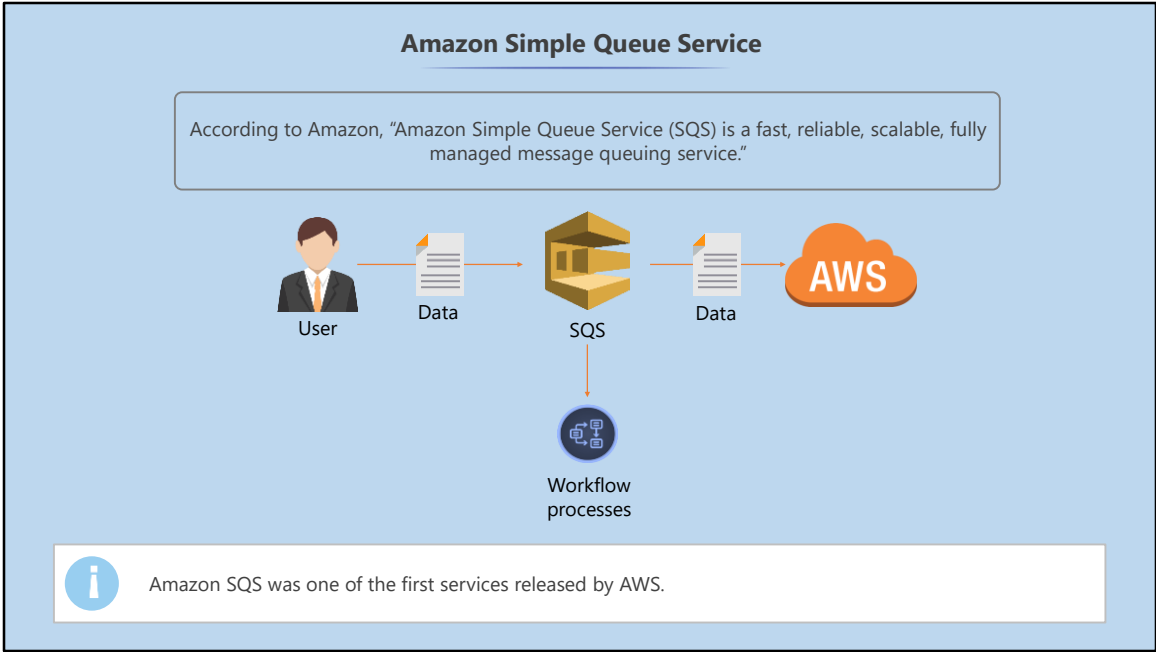 Amazon Simple Queue Service
According to Amazon, “Amazon Simple Queue Service (SQS) is a fast, reliable, scalable, fully
managed message queuing service.”
AWS
User
Data
SQS
Data
Workflow
processes
i
Amazon SQS was one of the first services released by AWS.